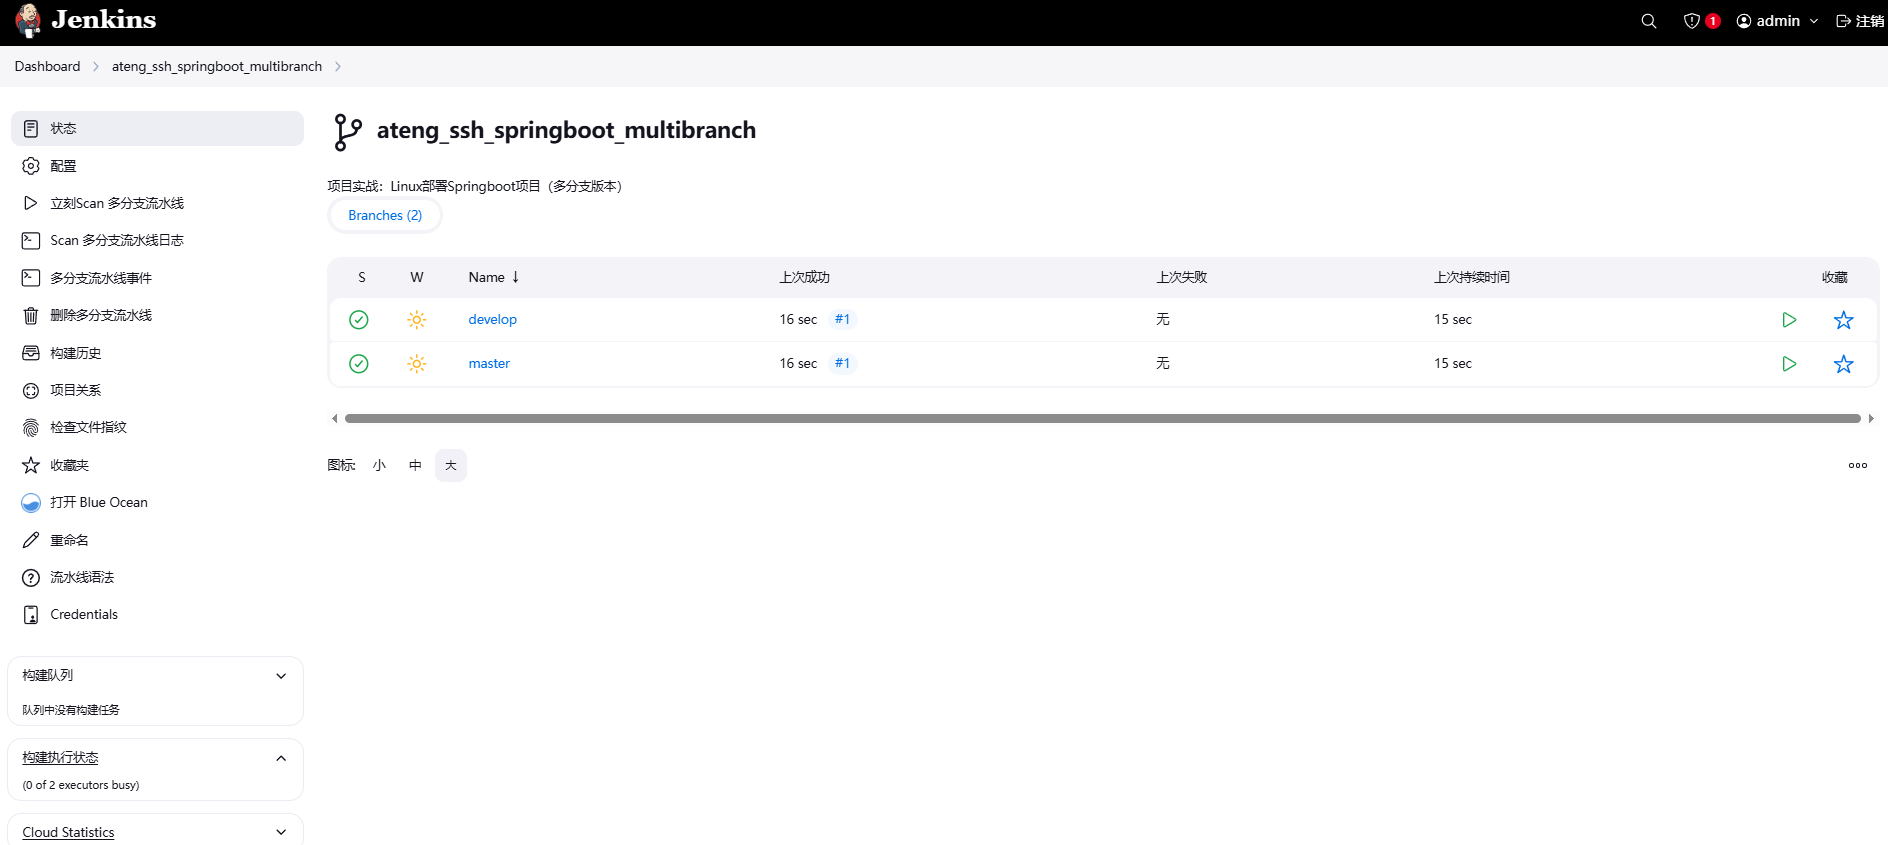 Jenkins
1
admin
注销
Dashboard
ateng_ssh_springboot_multibranch
状态
配置
立刻Scan 多分支流水线
Scan 多分支流水线日志
多分支流水线事件
删除多分支流水线
构建历史
项目关系
检查文件指纹
收藏夹
打开 Blue Ocean
重命名
流水线语法
Credentials
构建队列
队列中没有构建任务
构建执行状态
(0 of 2 executors busy)
Cloud Statistics
ateng_ssh_springboot_multibranch
项目实战：Linux部署Springboot项目（多分支版本）
Branches (2)
S W Name ↓ 上次成功 上次失败 上次持续时间 收藏
develop 16 sec #1 无 15 sec
master 16 sec #1 无 15 sec
图标: 小 中 大